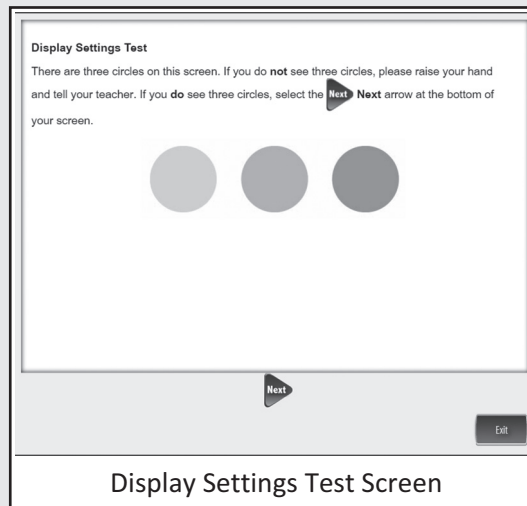 Display Settings Test
There are three circles on this screen. If you do not see three circles, please raise your hand
and tell your teacher. If you do see three circles, select the Next Next arrow at the bottom of
your screen.
Next
Exit
Display Settings Test Screen